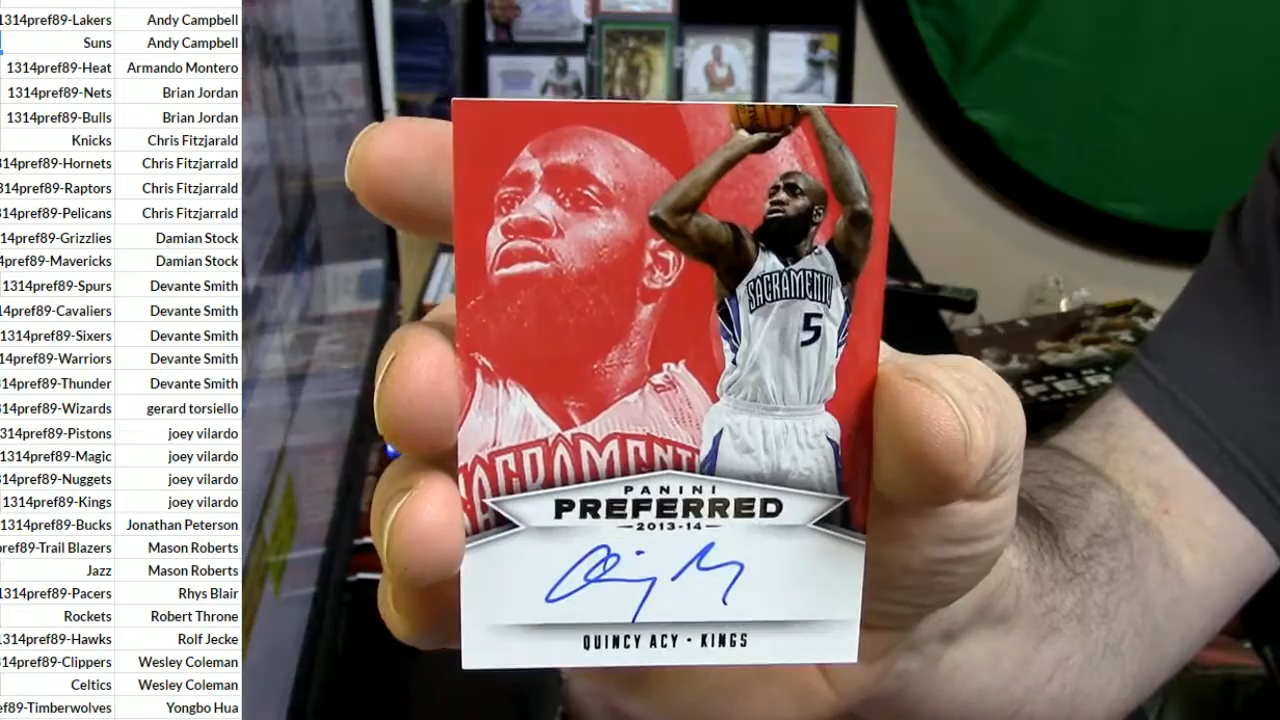 1314pref89-Lakers Andy Campbell
Suns Andy Campbell
1314pref89-Heat Armando Montero
1314pref89-Nets Brian Jordan
1314pref89-Bulls Brian Jordan
Knicks Chris Fitzjarald
314pref89-Hornets Chris Fitzjarrald
314pref89-Raptors Chris Fitzjarrald
14pref89-Pelicans Chris Fitzjarrald
14pref89-Grizzlies Damian Stock
4pref89-Mavericks Damian Stock
1314pref89-Spurs Devante Smith
14pref89-Cavaliers Devante Smith
1314pref89-Sixers Devante Smith
14pref89-Warriors Devante Smith
314pref89-Thunder Devante Smith
14pref89-Wizards gerard torsiello
314pref89-Pistons joey vilardo
1314pref89-Magic joey vilardo
314pref89-Nuggets joey vilardo
1314pref89-Kings joey vilardo
1314pref89-Bucks Jonathan Peterson
pref89-Trail Blazers Mason Roberts
Jazz Mason Roberts
1314pref89-Pacers Rhys Blair
Rockets Robert Throne
1314pref89-Hawks Rolf Jecke
314pref89-Clippers Wesley Coleman
Celtics Wesley Coleman
ef89-Timberwolves Yongbo Hua
SACRAMENTO
5
SACRAMENTO
PANINI
PREFERRED
2013-14
QUINCY ACY • KINGS